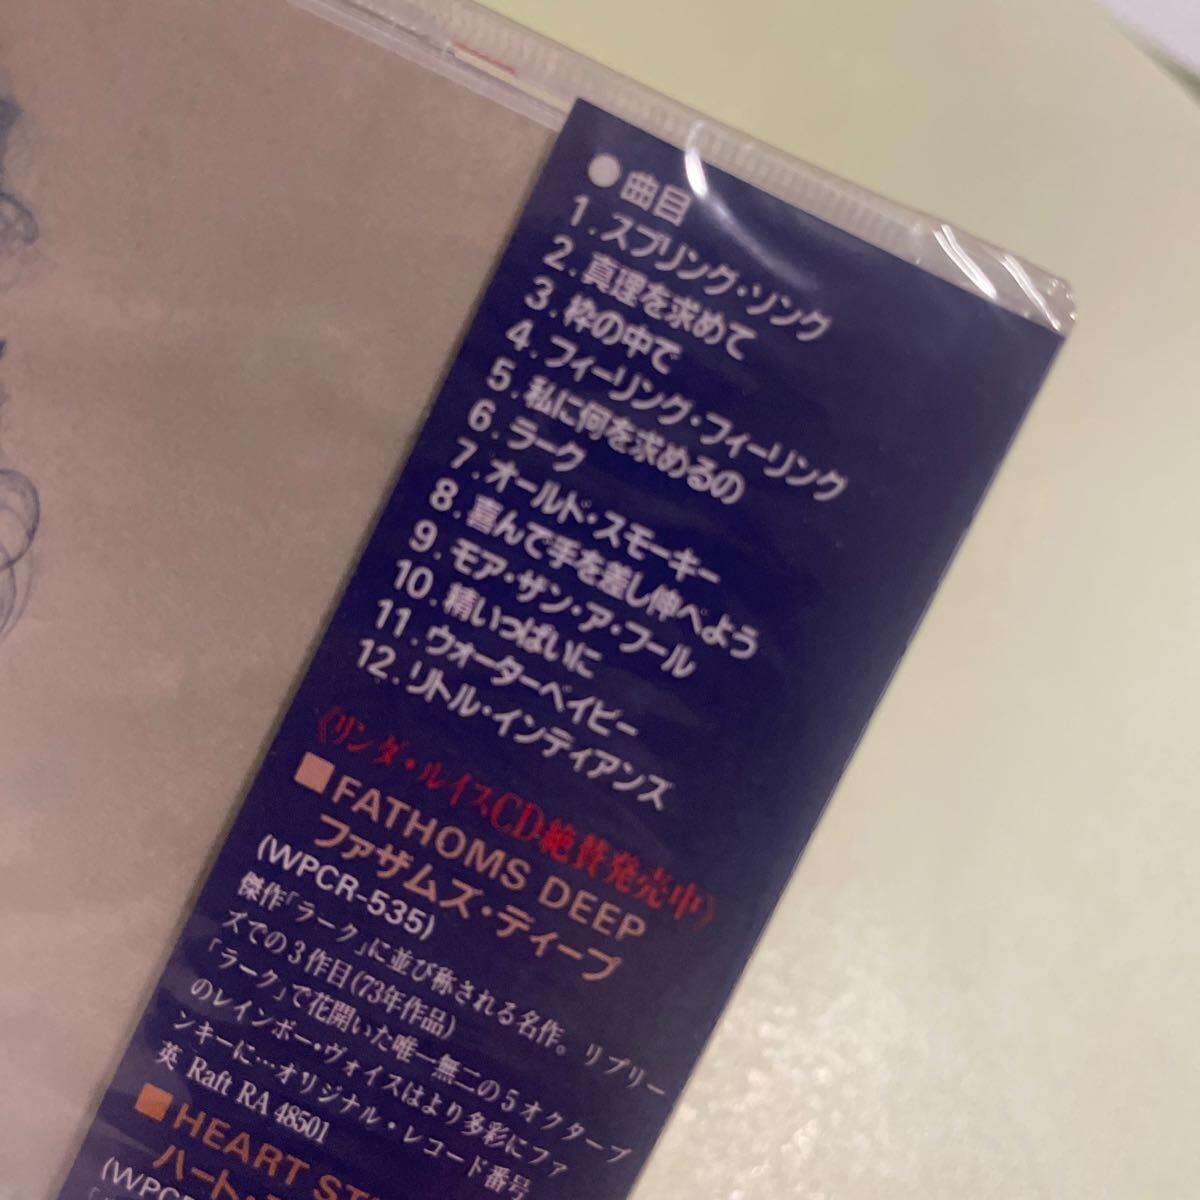 ●曲目
1.スプリング・ソング
2.真理を求めて
3.枠の中で
4.フィーリング・フィーリング
5.私に何を求めるの
6.ラーク
7.オールド・スモーキー
8.喜んで手を差し伸べよう
9.モア・ザン・ア・フール
10.精いっぱいに
11.ウォーターベイビー
12.リトル・インディアンズ
《リンダ・ルイスCD絶賛発売中》
■FATHOMS DEEP
ファザムズ・ディープ
(WPCR-535)
傑作「ラーク」に並び称される名作。リプリー
ズでの3作目(73年作品)
「ラーク」で花開いた唯一無二の5オクターブ
のレインボー・ヴォイスはより多彩にファ
ンキーに…オリジナル・レコード番号
英 Raft RA 48501
■HEART
ハート・